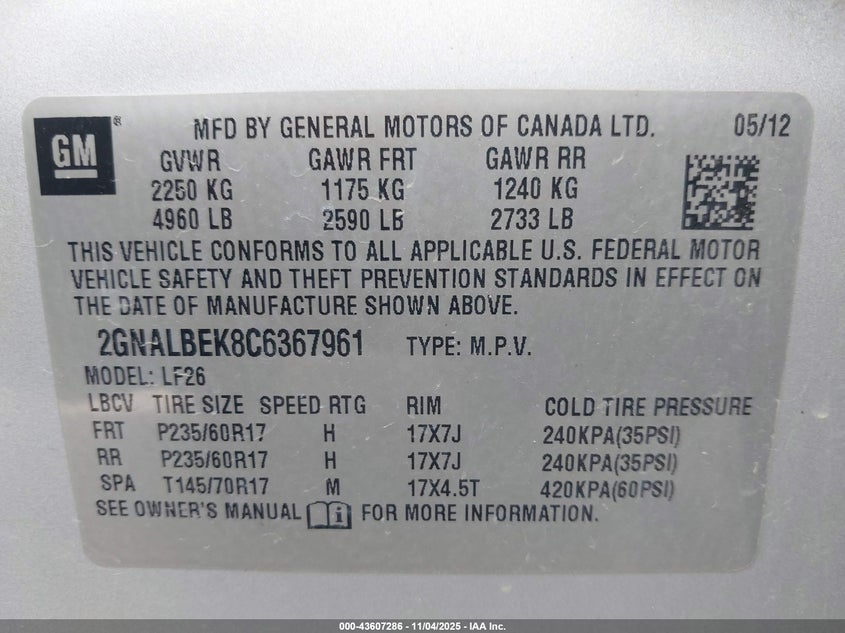 GM ® MFD BY GENERAL MOTORS OF CANADA LTD. 05/12
GVWR GAWR FRT GAWR RR
2250 KG 1175 KG 1240 KG
4960 LB 2590 LB 2733 LB
THIS VEHICLE CONFORMS TO ALL APPLICABLE U.S. FEDERAL MOTOR
VEHICLE SAFETY AND THEFT PREVENTION STANDARDS IN EFFECT ON
THE DATE OF MANUFACTURE SHOWN ABOVE.
2GNALBEK8C6367961 TYPE: M.P.V.
MODEL: LF26
LBCV TIRE SIZE SPEED RTG RIM COLD TIRE PRESSURE
FRT P235/60R17 H 17X7J 240KPA(35PSI)
RR P235/60R17 H 17X7J 240KPA(35PSI)
SPA T145/70R17 M 17X4.5T 420KPA(60PSI)
SEE OWNER'S MANUAL i FOR MORE INFORMATION.
000-43607286 - 11/04/2025 - IAA Inc.